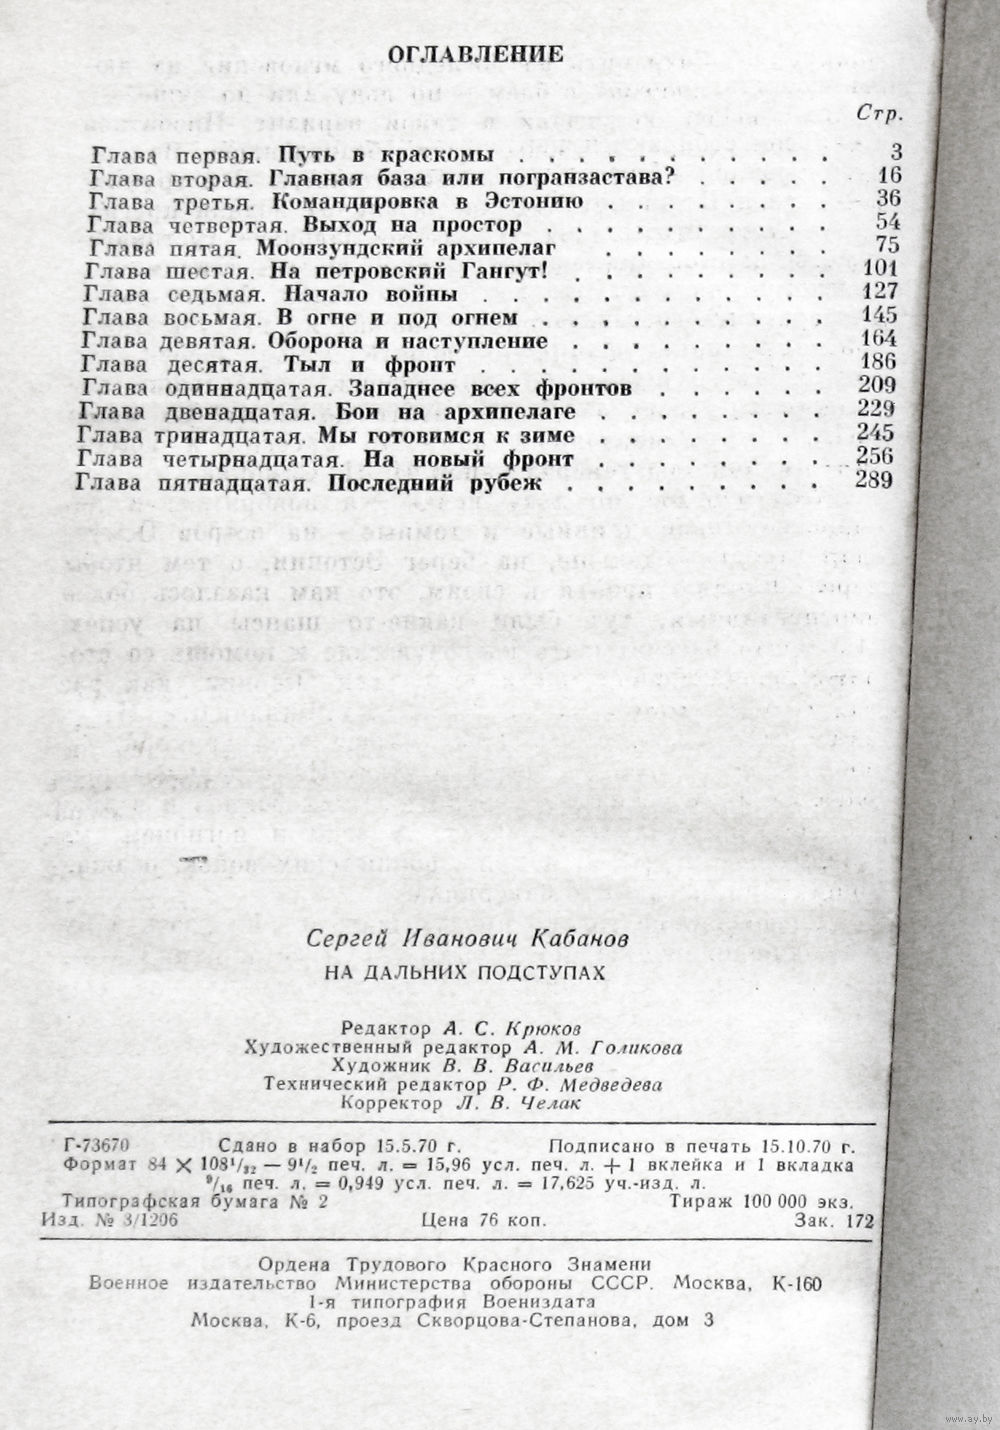 ОГЛАВЛЕНИЕ
Стр.
Глава первая. Путь в краскомы . . . . . . . . . . . 3
Глава вторая. Главная база или погранзастава? . . . . . 16
Глава третья. Командировка в Эстонию . . . . . . . . 36
Глава четвертая. Выход на простор . . . . . . . . . . 54
Глава пятая. Моонзундский архипелаг . . . . . . . . 75
Глава шестая. На петровский Гангут! . . . . . . . . . 101
Глава седьмая. Начало войны . . . . . . . . . . . . 127
Глава восьмая. В огне и под огнем . . . . . . . . . . 145
Глава девятая. Оборона и наступление . . . . . . . . . 164
Глава десятая. Тыл и фронт . . . . . . . . . . . . 186
Глава одиннадцатая. Западнее всех фронтов . . . . . . 209
Глава двенадцатая. Бои на архипелаге . . . . . . . . 229
Глава тринадцатая. Мы готовимся к зиме . . . . . . . . 245
Глава четырнадцатая. На новый фронт . . . . . . . . 256
Глава пятнадцатая. Последний рубеж . . . . . . . . . 289
Сергей Иванович Кабанов
НА ДАЛЬНИХ ПОДСТУПАХ
Редактор А. С. Крюков
Художественный редактор А. М. Голикова
Художник В. В. Васильев
Технический редактор Р. Ф. Медведева
Корректор Л. В. Челак
Г-73670 Сдано в набор 15.5.70 г. Подписано в печать 15.10.70 г.
Формат 84 × 108¹/₃₂ — 9¹/₂ печ. л. = 15,96 усл. печ. л. + 1 вклейка и 1 вкладка
⁹/₁₆ печ. л. = 0,949 усл. печ. л. = 17,625 уч.-изд. л.
Типографская бумага № 2 Тираж 100 000 экз.
Изд. № 3/1206 Цена 76 коп. Зак. 172
Ордена Трудового Красного Знамени
Военное издательство Министерства обороны СССР. Москва, К-160
1-я типография Воениздата
Москва, К-6, проезд Скворцова-Степанова, дом 3
www.ay.by